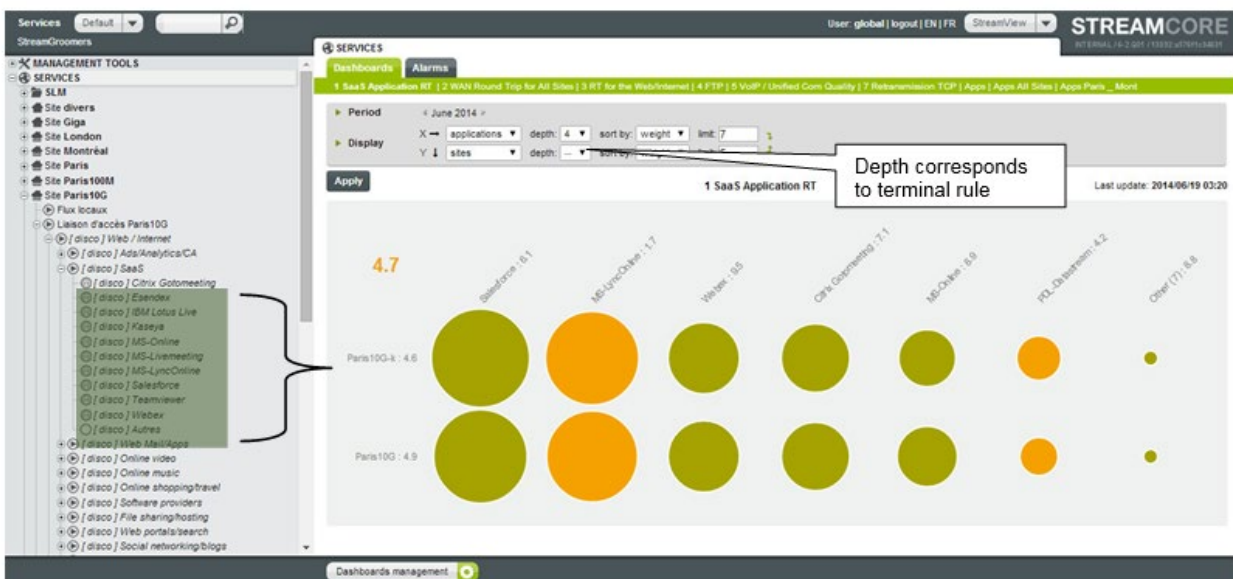 Services Default
User: global | logout | EN | FR StreamView
STREAMCORE
StreamGroomers
MANAGEMENT TOOLS
SERVICES
SLM
Site divers
Site Giga
Site London
Site Montréal
Site Paris
Site Paris100M
Site Paris10G
Flux locaux
Liaison d'accès Paris10G
[ disco ] Web / Internet
[ disco ] Ads/Analytics/CA
[ disco ] SaaS
[ disco ] Citrix Gotomeeting
[ disco ] Esendex
[ disco ] IBM Lotus Live
[ disco ] Kaseya
[ disco ] MS-Online
[ disco ] MS-Livemeeting
[ disco ] MS-LyncOnline
[ disco ] Salesforce
[ disco ] Teamviewer
[ disco ] Webex
[ disco ] Autres
[ disco ] Web Mail/Apps
[ disco ] Online video
[ disco ] Online music
[ disco ] Online shopping/travel
[ disco ] Software providers
[ disco ] File sharing/hosting
[ disco ] Web portals/search
[ disco ] Social networking/blogs
SERVICES
Dashboards Alarms
1 SaaS Application RT | 2 WAN Round Trip for All Sites | 3 RT for the Web/Internet | 4 FTP | 5 VoIP / Unified Com Quality | 7 Retransmission TCP | Apps | Apps All Sites | Apps Paris _ Mont
Period « June 2014 »
Display
X applications depth: 4 sort by: weight limit: 7
Y sites depth: -- sort by:
Depth corresponds
to terminal rule
Apply
1 SaaS Application RT
Last update: 2014/06/19 03:20
4.7
Salesforce : 6.1
MS-LyncOnline : 1.7
Webex : 9.5
Citrix Gotomeeting : 7.1
MS-Online : 8.9
: 4.2
Other (7) : 8.8
Paris10G-k : 4.6
Paris10G : 4.9
Dashboards management